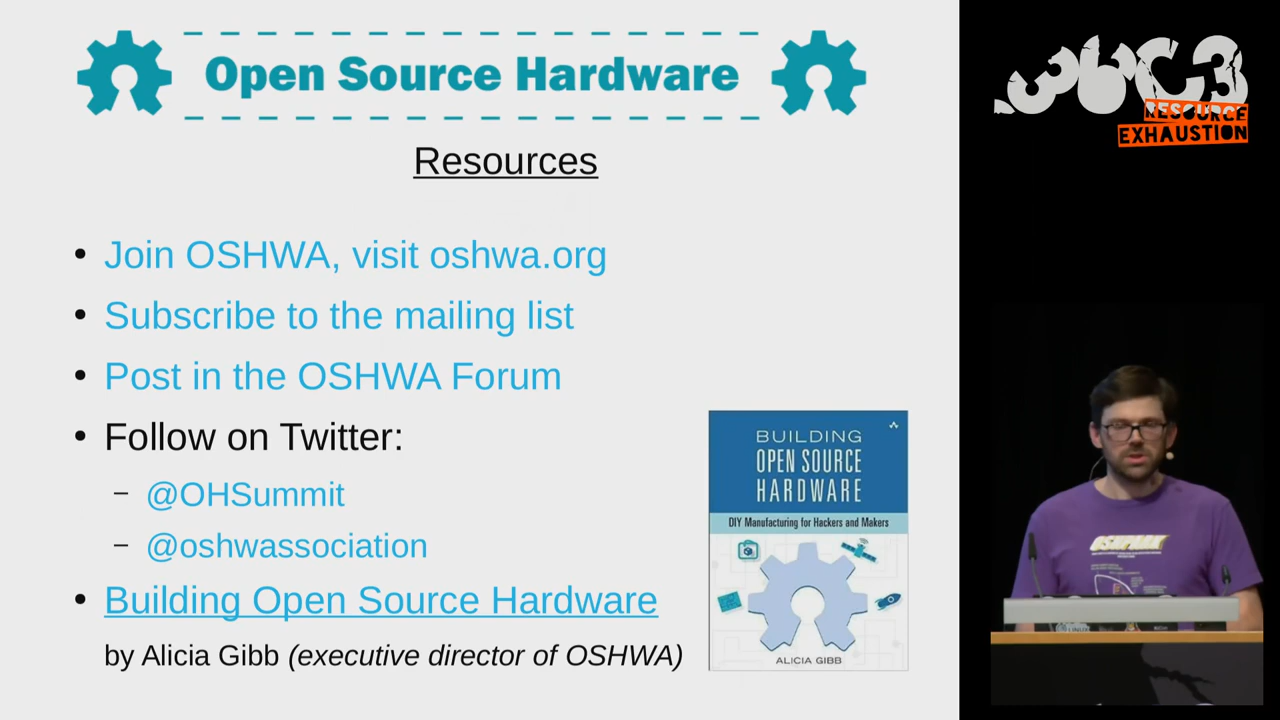 Open Source Hardware
Resources
• Join OSHWA, visit oshwa.org
• Subscribe to the mailing list
• Post in the OSHWA Forum
• Follow on Twitter:
– @OHSummit
– @oshwassociation
• Building Open Source Hardware
by Alicia Gibb (executive director of OSHWA)
BUILDING
OPEN SOURCE
HARDWARE
DIY Manufacturing for Hackers and Makers
ALICIA GIBB
36C3
RESOURCE
EXHAUSTION
OSHPARK